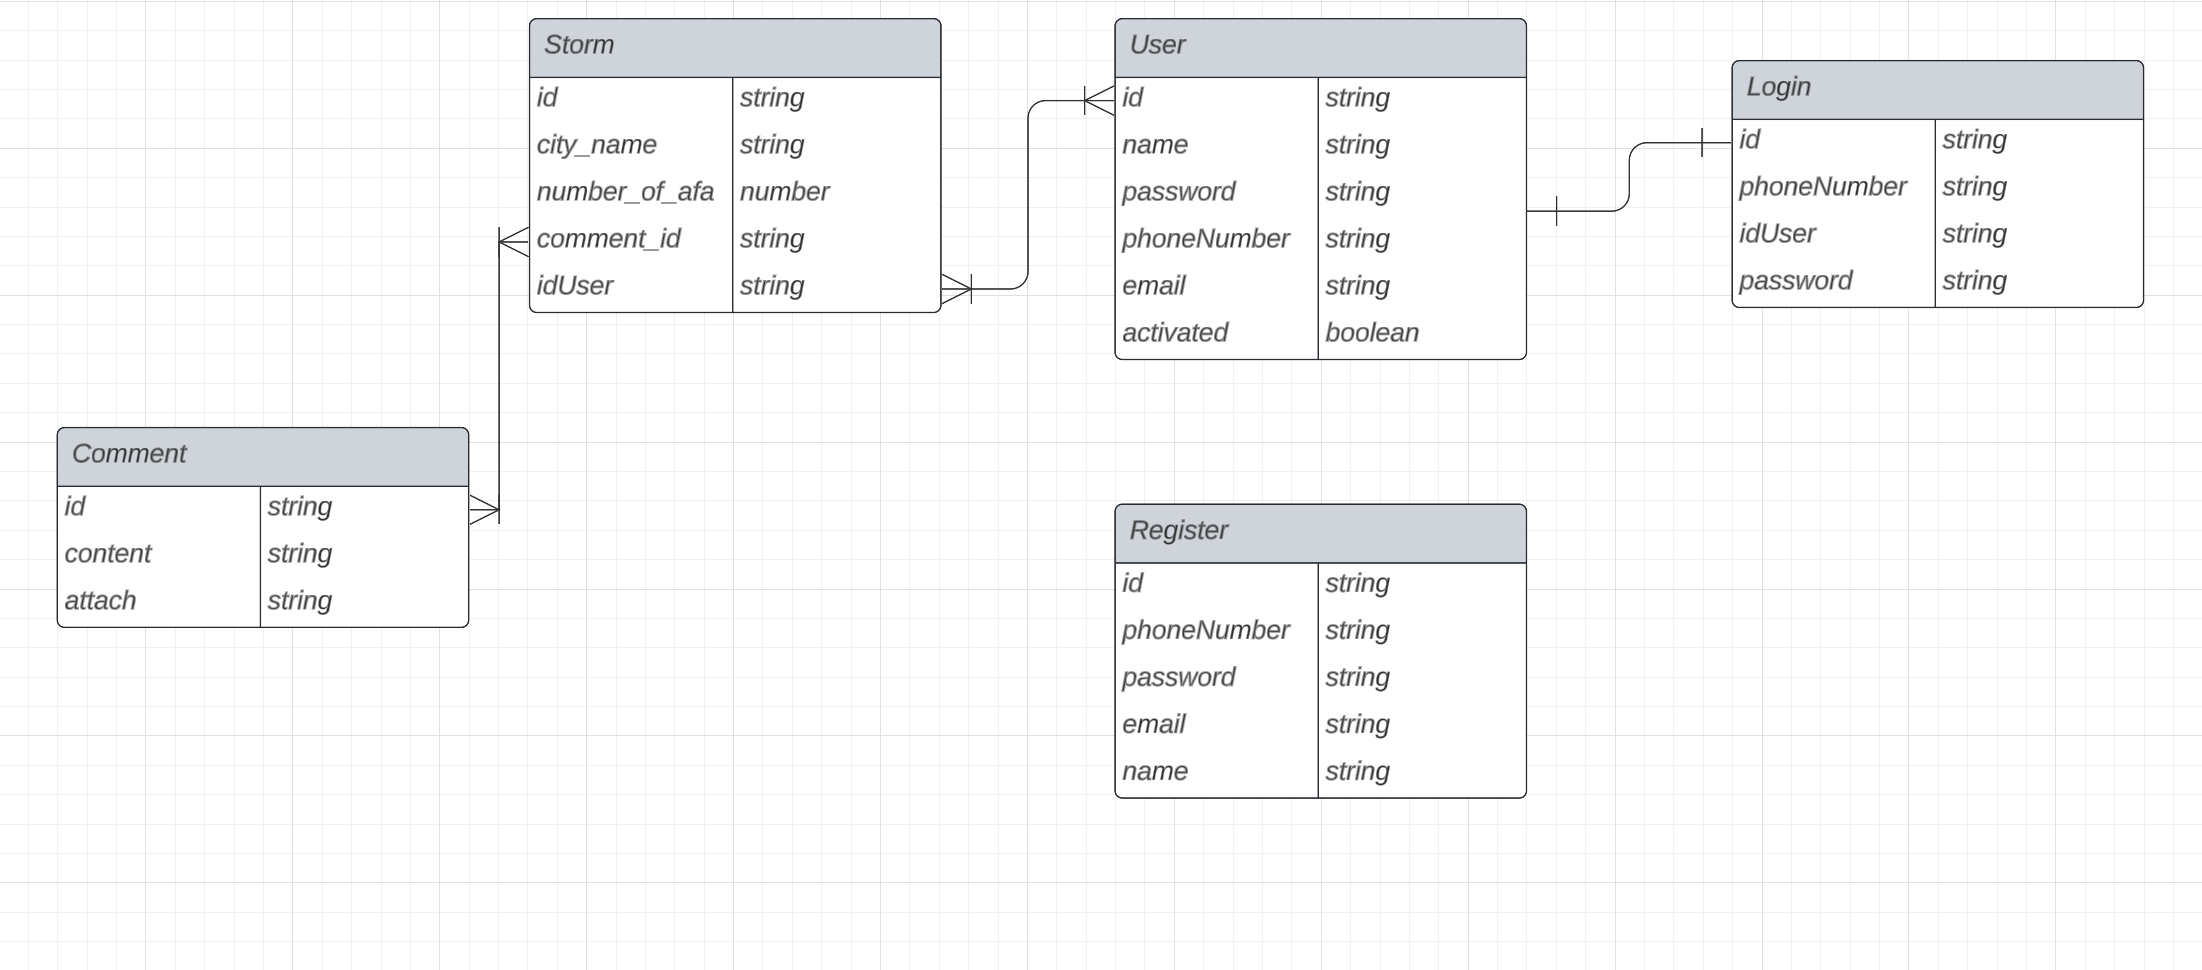 Storm
id string
city_name string
number_of_afa number
comment_id string
idUser string
User
id string
name string
password string
phoneNumber string
email string
activated boolean
Login
id string
phoneNumber string
idUser string
password string
Comment
id string
content string
attach string
Register
id string
phoneNumber string
password string
email string
name string